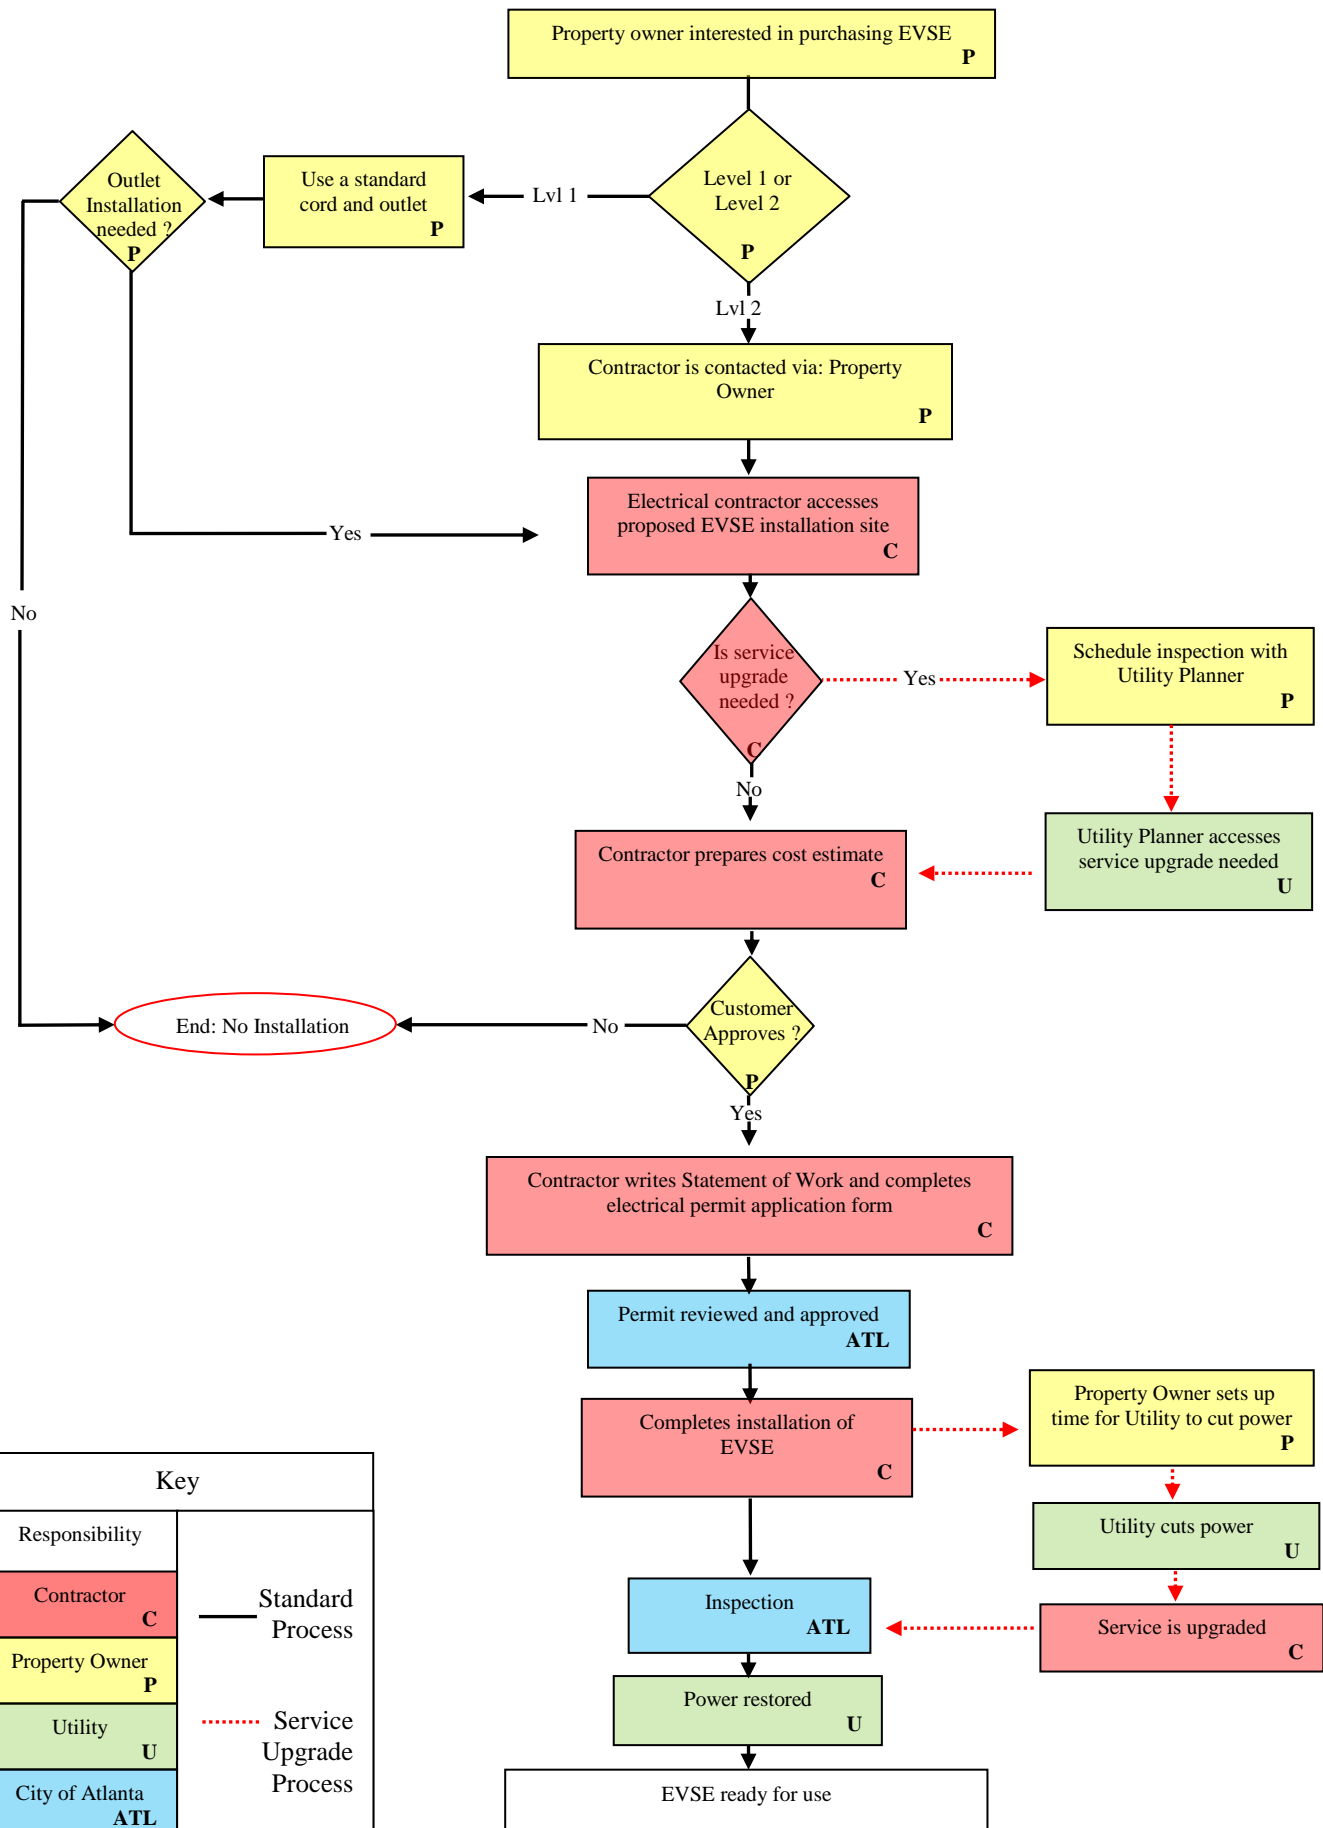 Property owner interested in purchasing EVSE
P
Level 1 or
Level 2
P
Lvl 1
Use a standard
cord and outlet
P
Outlet
Installation
needed ?
P
Lvl 2
Contractor is contacted via: Property
Owner
P
Electrical contractor accesses
proposed EVSE installation site
C
Yes
No
Is service
upgrade
needed ?
C
Yes
Schedule inspection with
Utility Planner
P
No
Utility Planner accesses
service upgrade needed
U
Contractor prepares cost estimate
C
Customer
Approves ?
P
No
End: No Installation
Yes
Contractor writes Statement of Work and completes
electrical permit application form
C
Permit reviewed and approved
ATL
Completes installation of
EVSE
C
Property Owner sets up
time for Utility to cut power
P
Utility cuts power
U
Service is upgraded
C
Inspection
ATL
Power restored
U
EVSE ready for use
Key
Responsibility
Contractor
C
Property Owner
P
Utility
U
City of Atlanta
ATL
Standard
Process
Service
Upgrade
Process